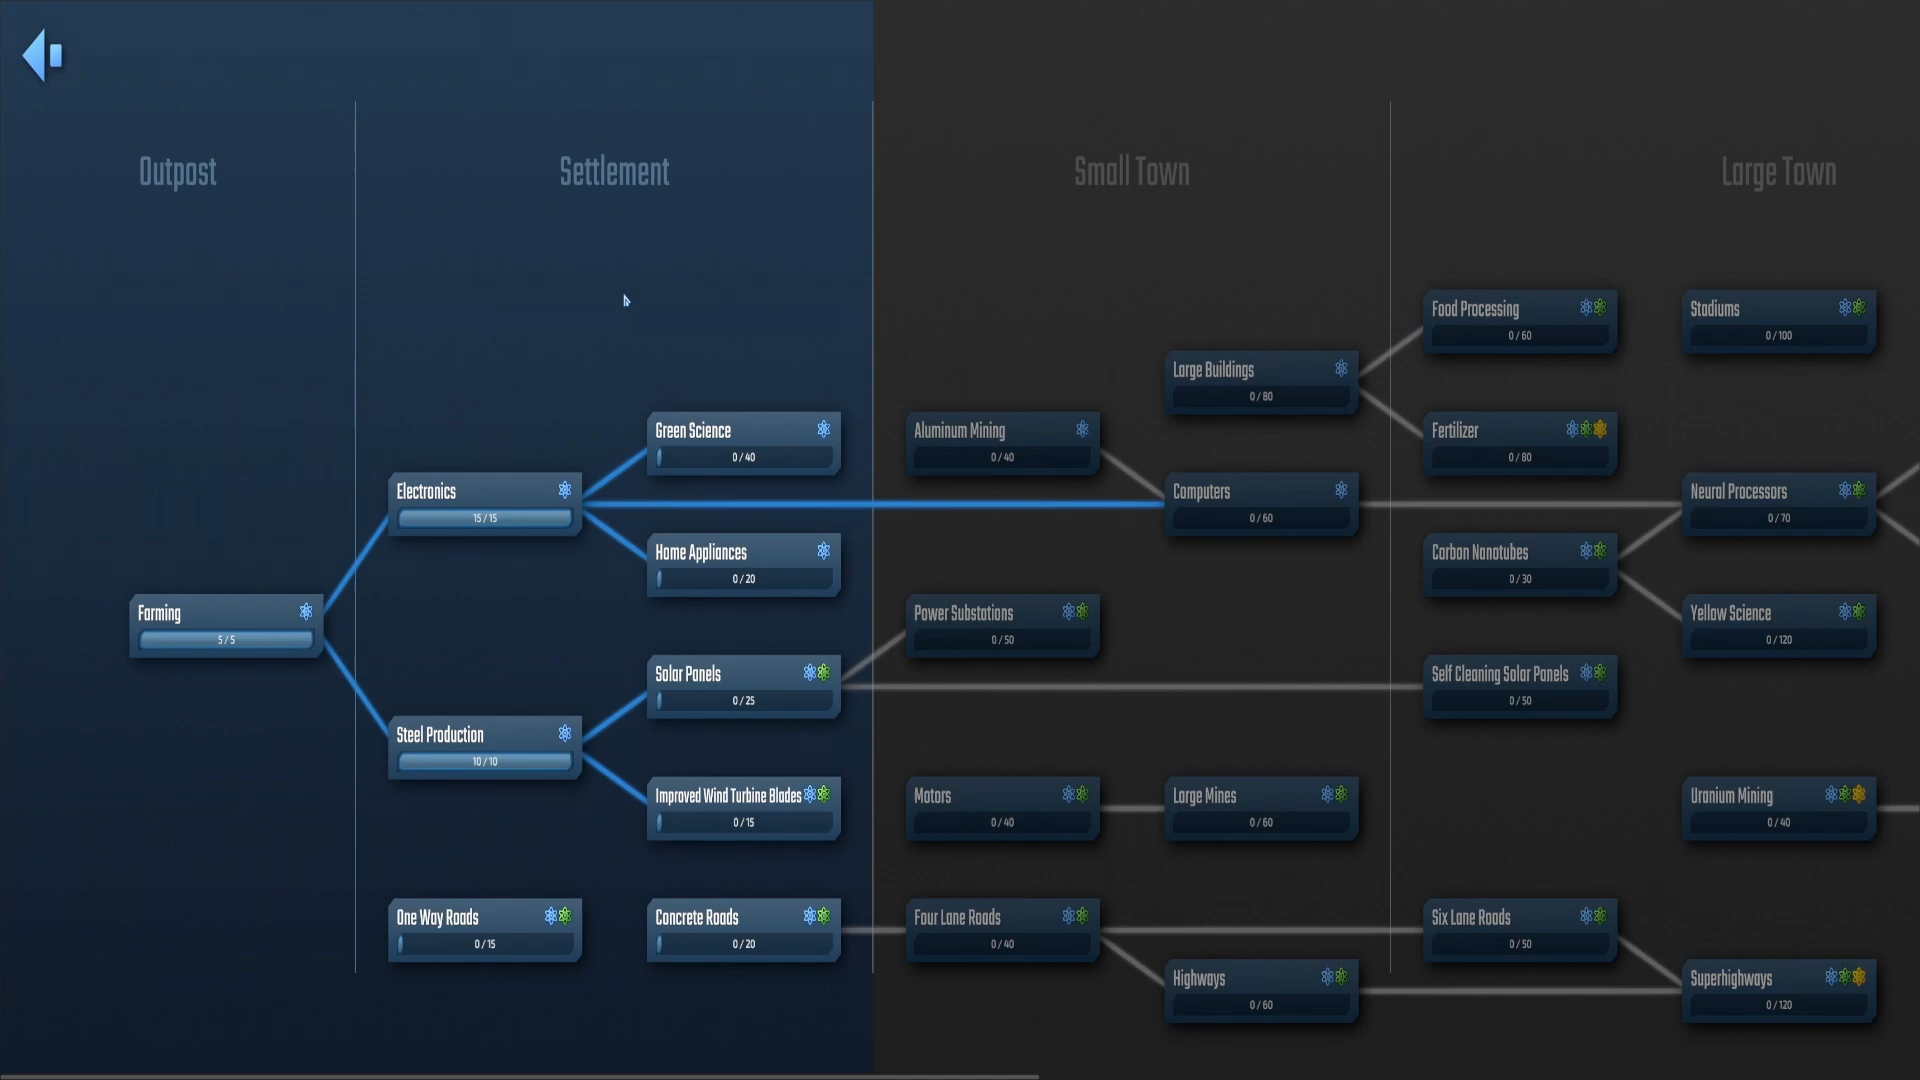 Outpost
Settlement
Small Town
Large Town
Farming
5 / 5
Electronics
15 / 15
Steel Production
10 / 10
One Way Roads
0 / 15
Green Science
0 / 40
Home Appliances
0 / 20
Solar Panels
0 / 25
Improved Wind Turbine Blades
0 / 15
Concrete Roads
0 / 20
Aluminum Mining
0 / 40
Power Substations
0 / 50
Motors
0 / 40
Four Lane Roads
0 / 40
Large Buildings
0 / 80
Computers
0 / 60
Large Mines
0 / 60
Highways
0 / 60
Food Processing
0 / 60
Fertilizer
0 / 80
Carbon Nanotubes
0 / 30
Self Cleaning Solar Panels
0 / 50
Six Lane Roads
0 / 50
Stadiums
0 / 100
Neural Processors
0 / 70
Yellow Science
0 / 120
Uranium Mining
0 / 40
Superhighways
0 / 120